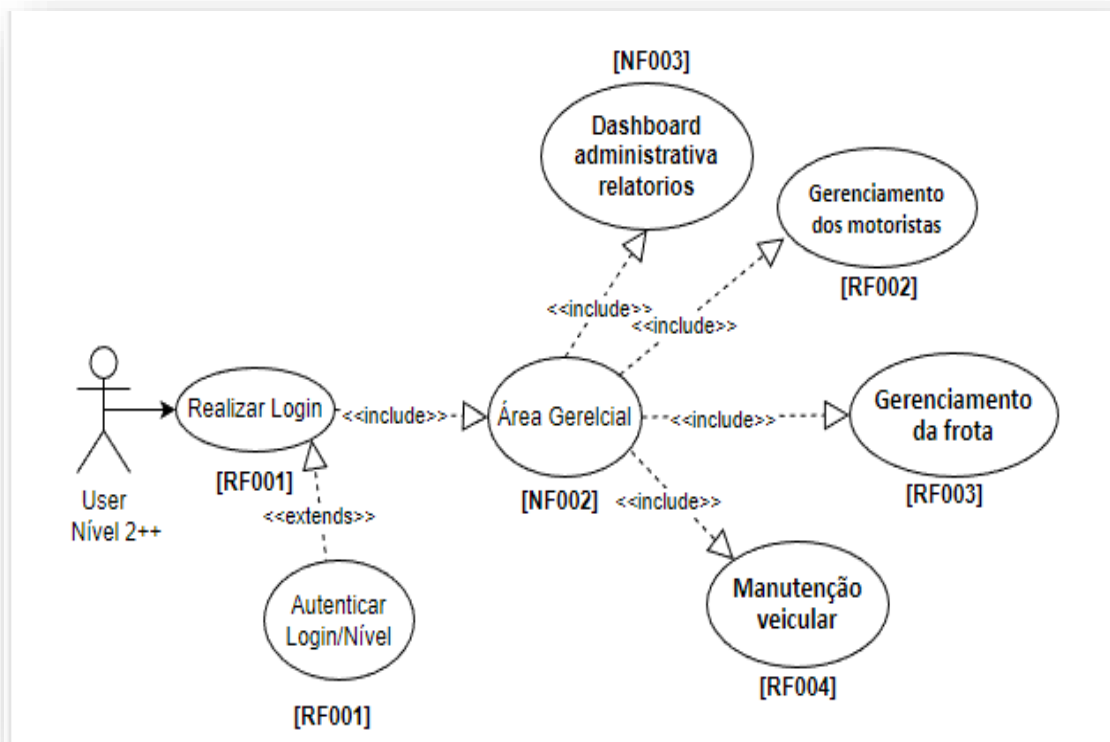 [NF003]
Dashboard
administrativa
relatorios
Gerenciamento
dos motoristas
[RF002]
<<include>>
<<include>>
Realizar Login
<<include>>
Área Gerelcial
<<include>>
Gerenciamento
da frota
[RF001]
[NF002]
<<include>>
[RF003]
User
Nível 2++
<<extends>>
Autenticar
Login/Nível
Manutenção
veicular
[RF004]
[RF001]